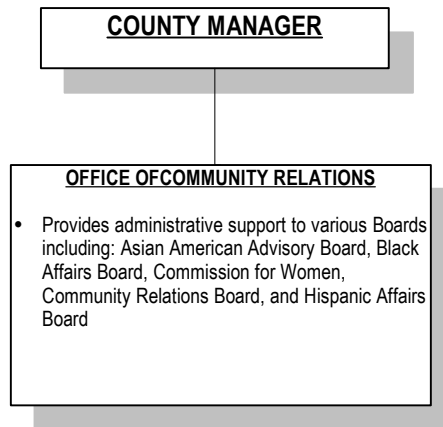 COUNTY MANAGER
OFFICE OFCOMMUNITY RELATIONS
• Provides administrative support to various Boards
including: Asian American Advisory Board, Black
Affairs Board, Commission for Women,
Community Relations Board, and Hispanic Affairs
Board